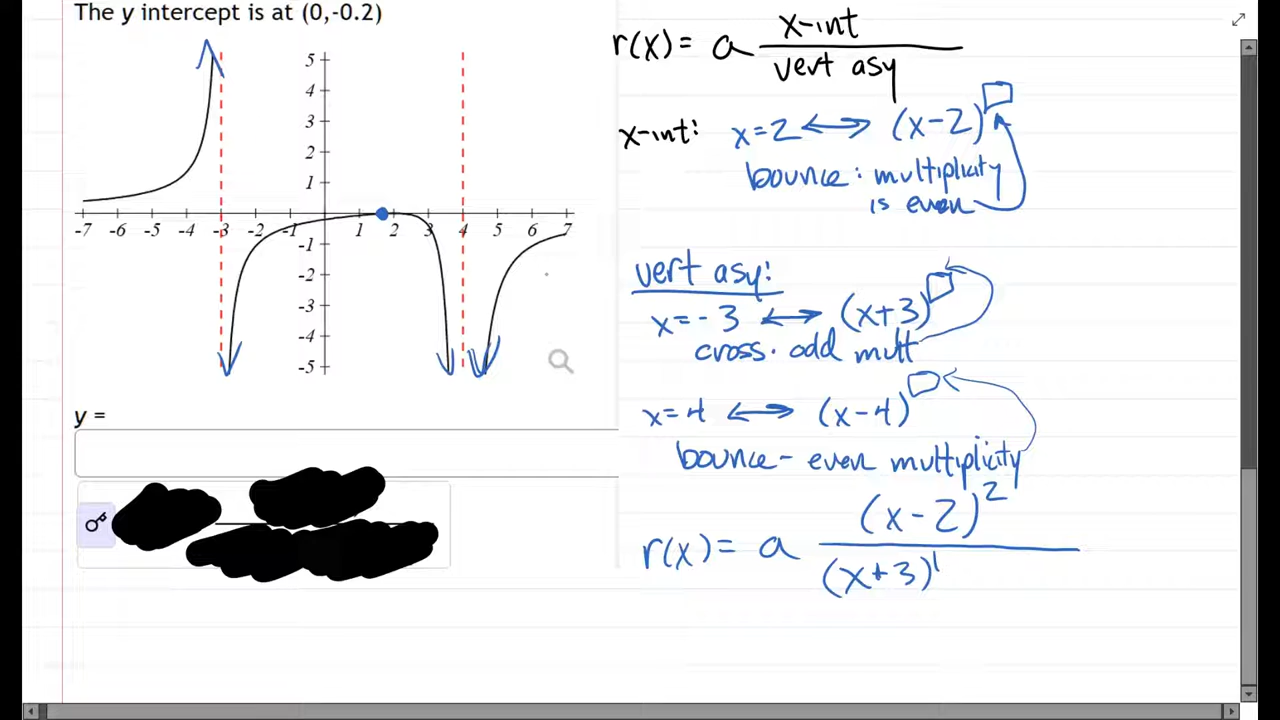 The y intercept is at (0,-0.2)
5
4
3
2
1
-7 -6 -5 -4 -3 -2 -1 1 2 3 4 5 6 7
-1
-2
-3
-4
-5
y =
r(x) = a x-int / vert asy
x-int: x=2 ↔ (x-2)^□
bounce: multiplicity
is even
vert asy:
x=-3 ↔ (x+3)^□
cross. odd mult
x=4 ↔ (x-4)^□
bounce - even multiplicity
r(x) = a (x-2)^2 / (x+3)^1